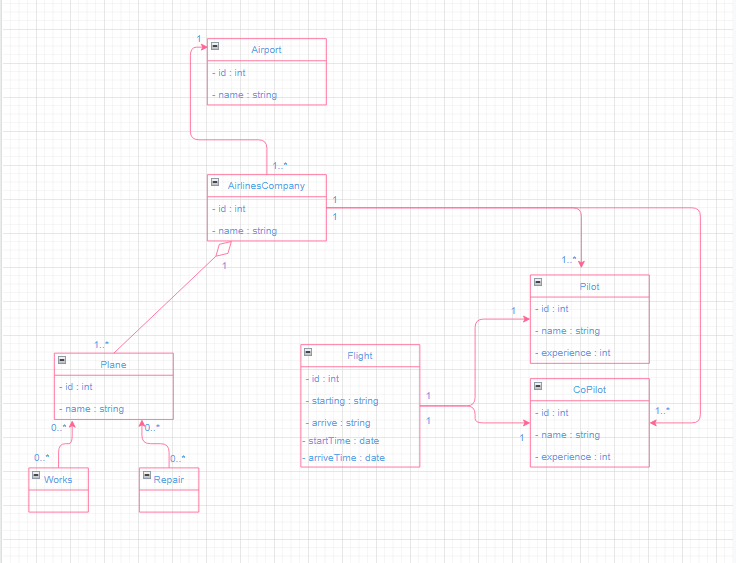 1
Airport
- id : int
- name : string
1..*
AirlinesCompany
- id : int
- name : string
1
1
1
1..*
Pilot
- id : int
- name : string
- experience : int
1
1..*
Plane
- id : int
- name : string
0..*
0..*
0..*
0..*
Works
Repair
Flight
- id : int
- starting : string
- arrive : string
- startTime : date
- arriveTime : date
1
1
CoPilot
- id : int
- name : string
- experience : int
1..*
1